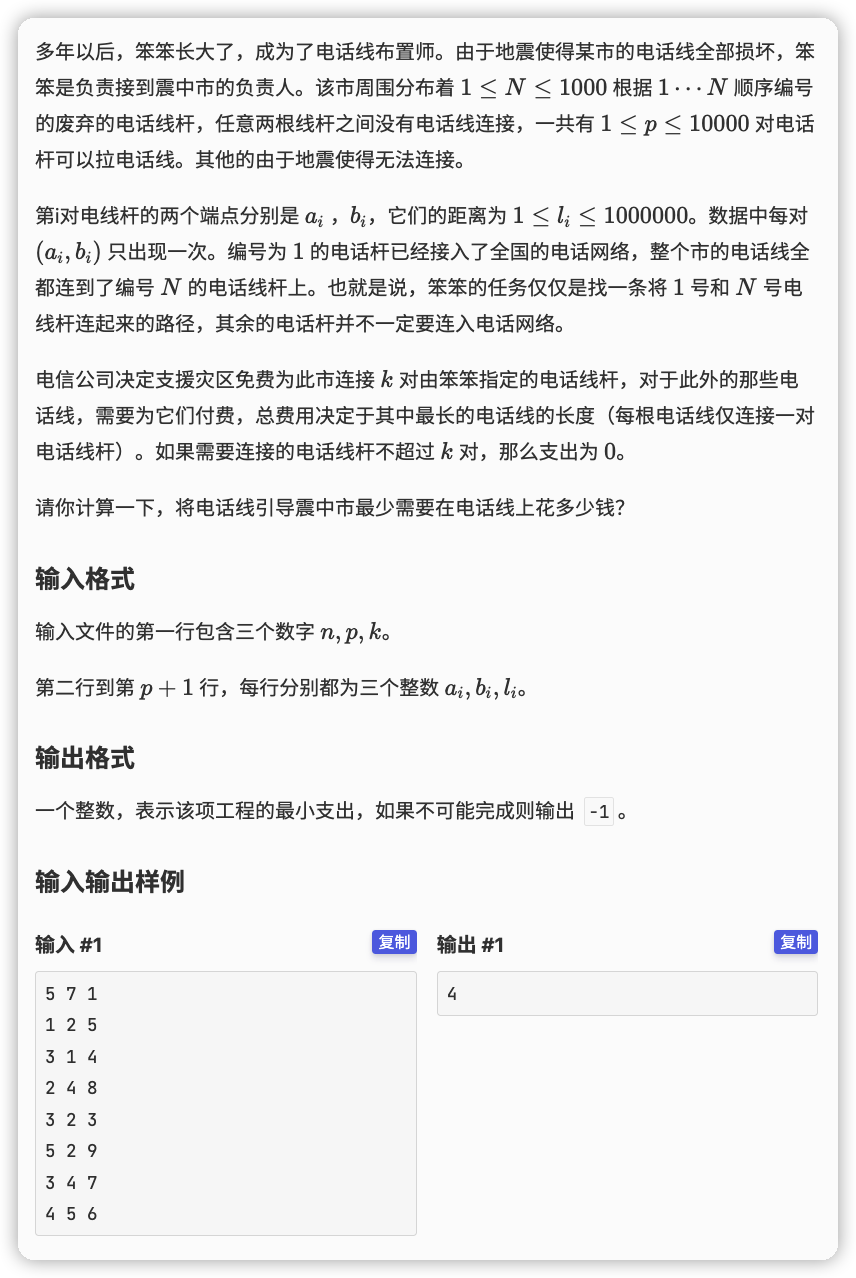 多年以后，笨笨长大了，成为了电话线布置师。由于地震使得某市的电话线全部损坏，笨
笨是负责接到震中市的负责人。该市周围分布着 1 ≤ N ≤ 1000 根据 1 ⋯ N 顺序编号
的废弃的电话线杆，任意两根线杆之间没有电话线连接，一共有 1 ≤ p ≤ 10000 对电话
杆可以拉电话线。其他的由于地震使得无法连接。
第i对电线杆的两个端点分别是 aᵢ ，bᵢ，它们的距离为 1 ≤ lᵢ ≤ 1000000。数据中每对
(aᵢ, bᵢ) 只出现一次。编号为 1 的电话杆已经接入了全国的电话网络，整个市的电话线全
都连到了编号 N 的电话线杆上。也就是说，笨笨的任务仅仅是找一条将 1 号和 N 号电
线杆连起来的路径，其余的电话杆并不一定要连入电话网络。
电信公司决定支援灾区免费为此市连接 k 对由笨笨指定的电话线杆，对于此外的那些电
话线，需要为它们付费，总费用决定于其中最长的电话线的长度（每根电话线仅连接一对
电话线杆）。如果需要连接的电话线杆不超过 k 对，那么支出为 0。
请你计算一下，将电话线引导震中市最少需要在电话线上花多少钱？
输入格式
输入文件的第一行包含三个数字 n, p, k。
第二行到第 p + 1 行，每行分别都为三个整数 aᵢ, bᵢ, lᵢ。
输出格式
一个整数，表示该项工程的最小支出，如果不可能完成则输出 -1 。
输入输出样例
输入 #1
复制
5 7 1
1 2 5
3 1 4
2 4 8
3 2 3
5 2 9
3 4 7
4 5 6
输出 #1
复制
4